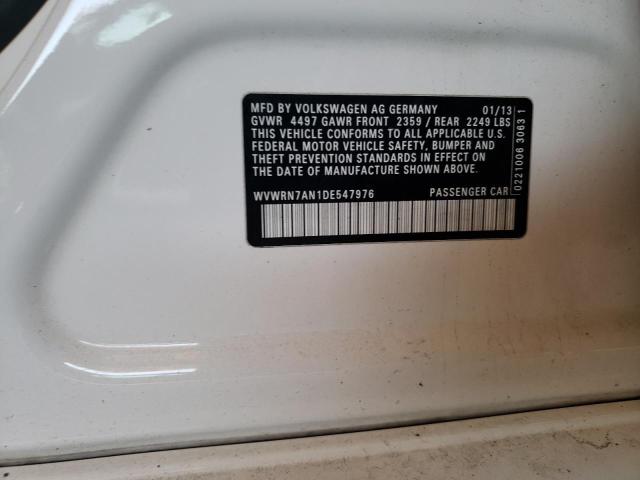 MFD BY VOLKSWAGEN AG GERMANY 01/13
GVWR 4497 GAWR FRONT 2359 / REAR 2249 LBS
THIS VEHICLE CONFORMS TO ALL APPLICABLE U.S.
FEDERAL MOTOR VEHICLE SAFETY, BUMPER AND
THEFT PREVENTION STANDARDS IN EFFECT ON
THE DATE OF MANUFACTURE SHOWN ABOVE.
WVWRN7AN1DE547976 PASSENGER CAR
0221006 3063 1